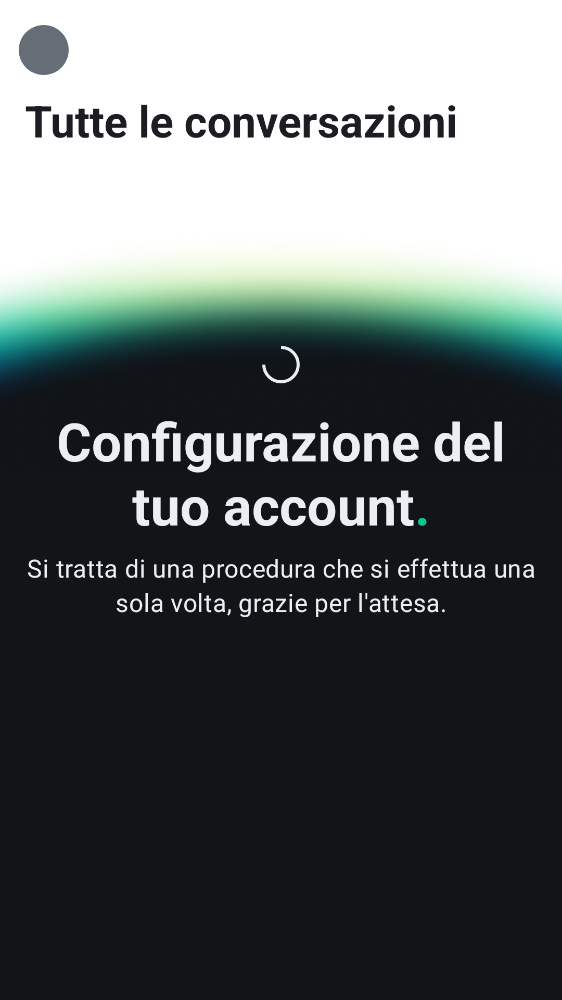 Tutte le conversazioni
Configurazione del
tuo account.
Si tratta di una procedura che si effettua una
sola volta, grazie per l'attesa.